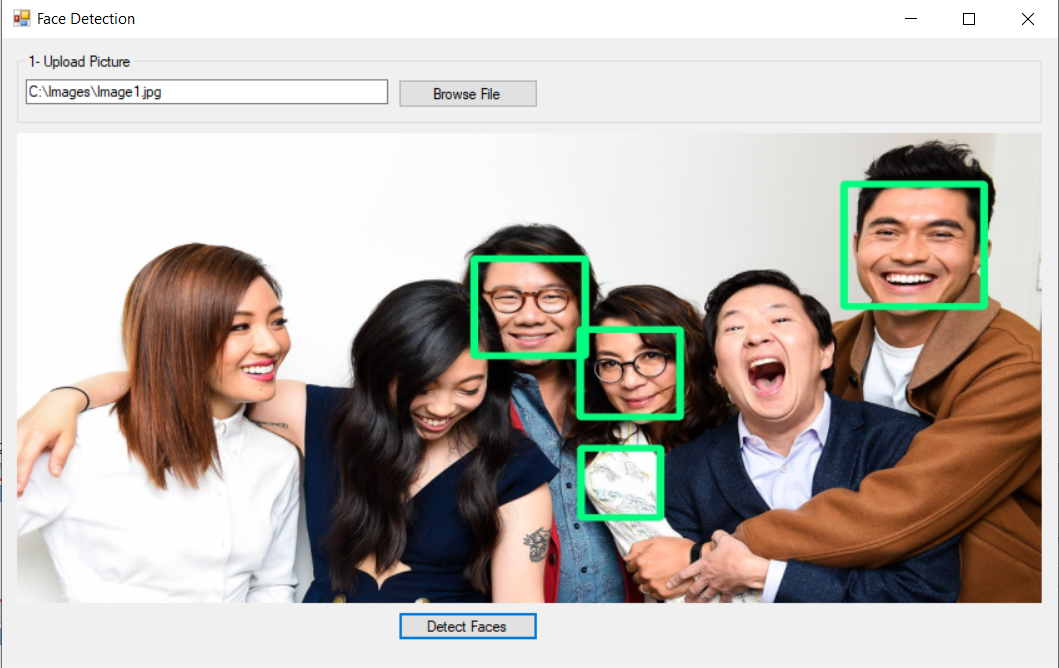 Face Detection
1- Upload Picture
C:\Images\Image1.jpg
Browse File
Detect Faces